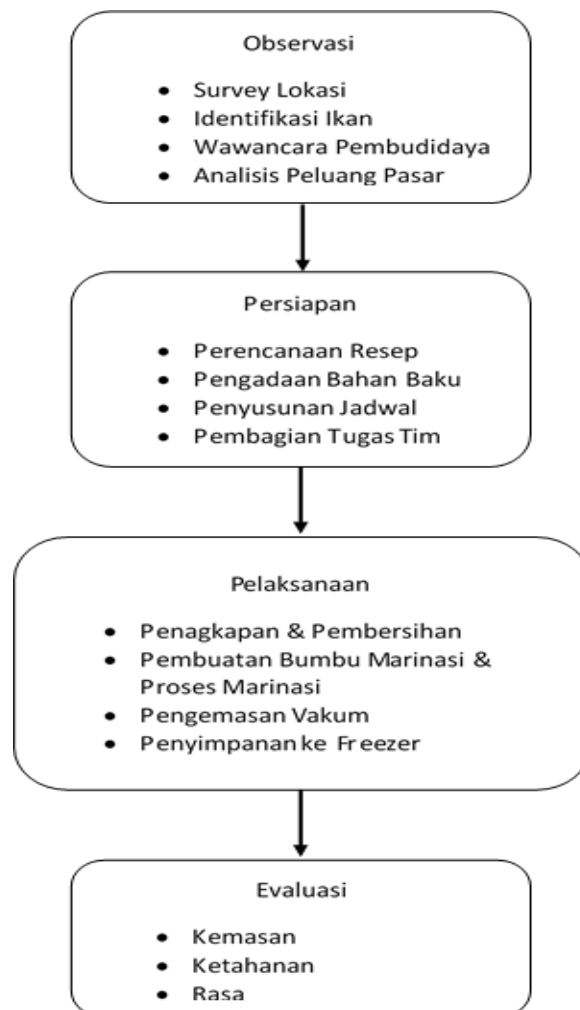 Observasi
• Survey Lokasi
• Identifikasi Ikan
• Wawancara Pembudidaya
• Analisis Peluang Pasar
Persiapan
• Perencanaan Resep
• Pengadaan Bahan Baku
• Penyusunan Jadwal
• Pembagian Tugas Tim
Pelaksanaan
• Penagkapan & Pembersihan
• Pembuatan Bumbu Marinasi &
Proses Marinasi
• Pengemasan Vakum
• Penyimpanan ke Freezer
Evaluasi
• Kemasan
• Ketahanan
• Rasa